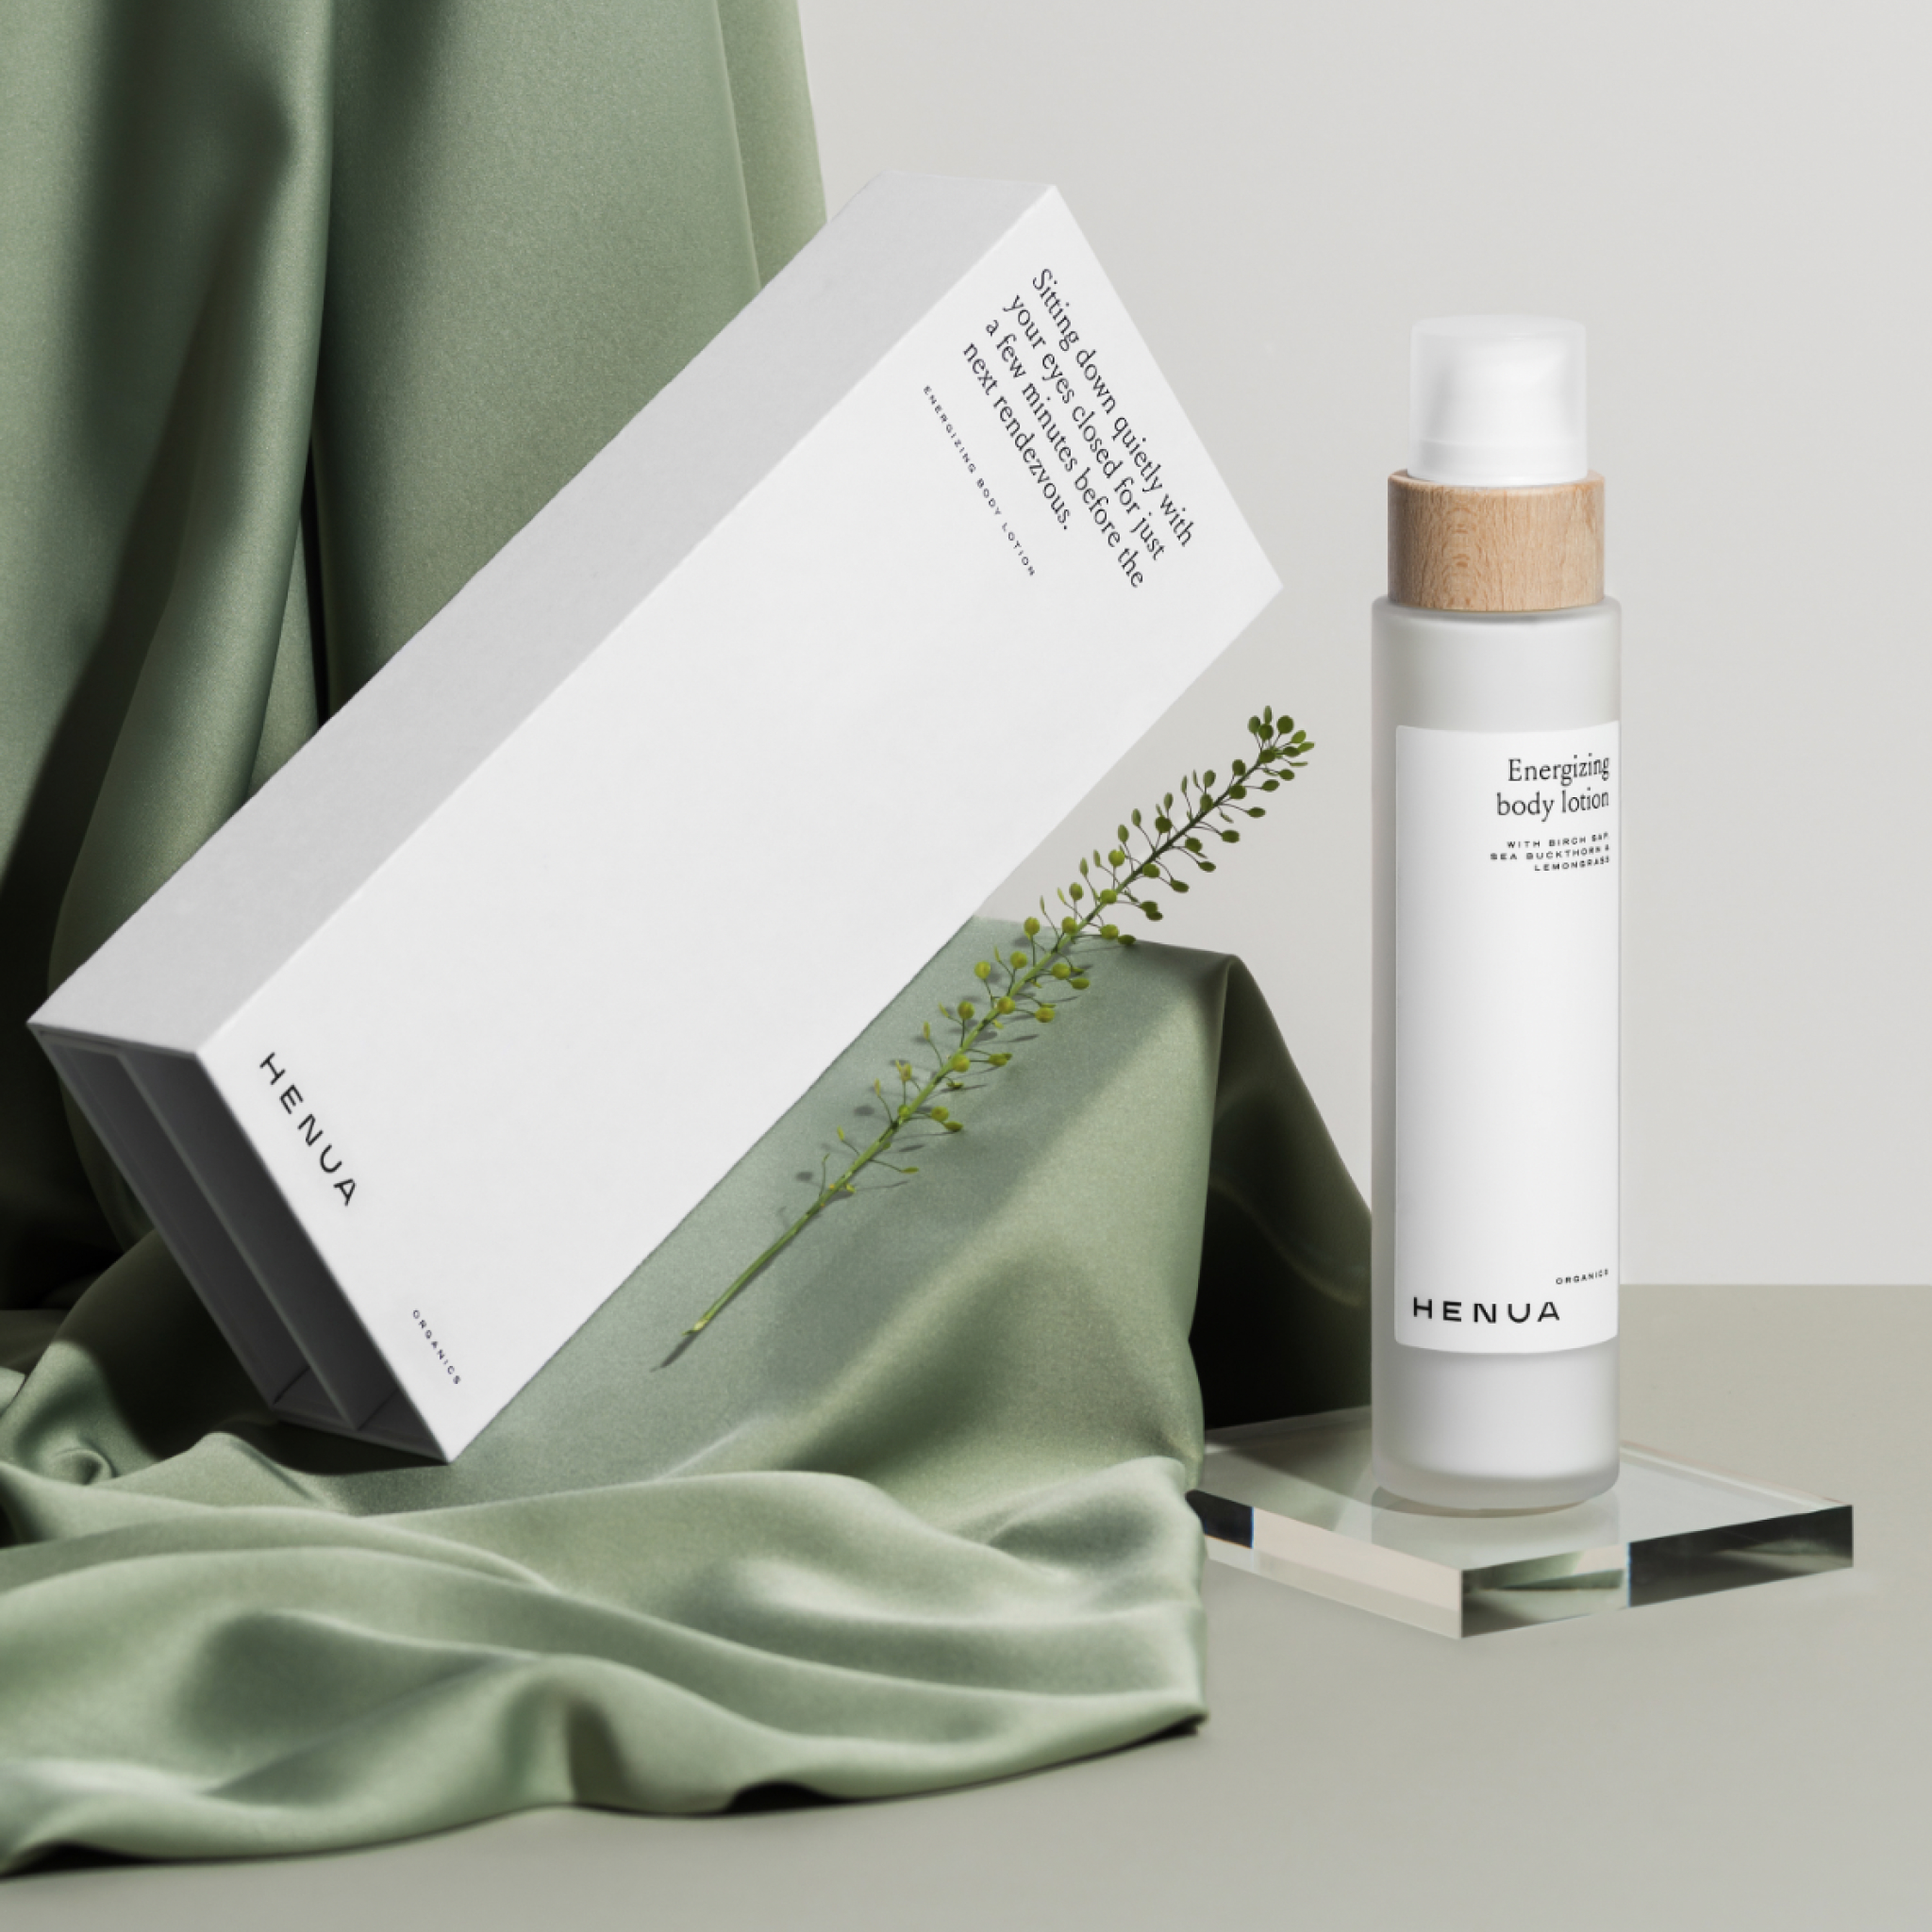 Sitting down quietly with
your eyes closed for just
a few minutes before the
next rendezvous.
ENERGIZING BODY LOTION
HENUA
ORGANICS
Energizing
body lotion
WITH BIRCH SAP,
SEA BUCKTHORN &
LEMONGRASS
ORGANICS
HENUA